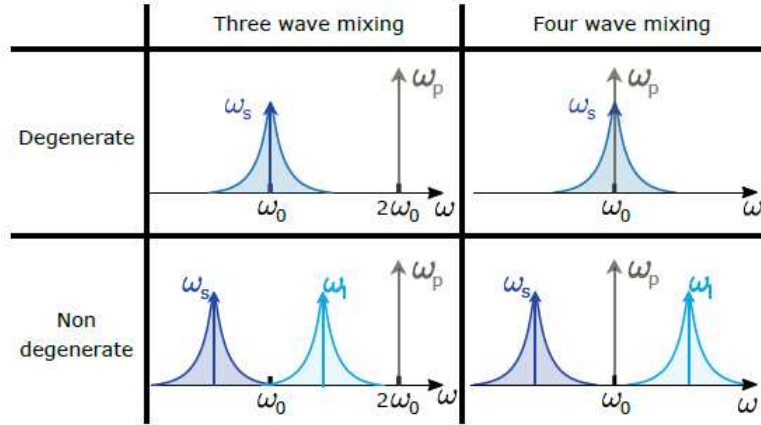 Three wave mixing
Four wave mixing
Degenerate
ωs
ωp
ω0
2ω0
ω
ωs
ωp
ω0
ω
Non
degenerate
ωs
ωI
ωp
ω0
2ω0
ω
ωs
ωp
ωI
ω0
ω